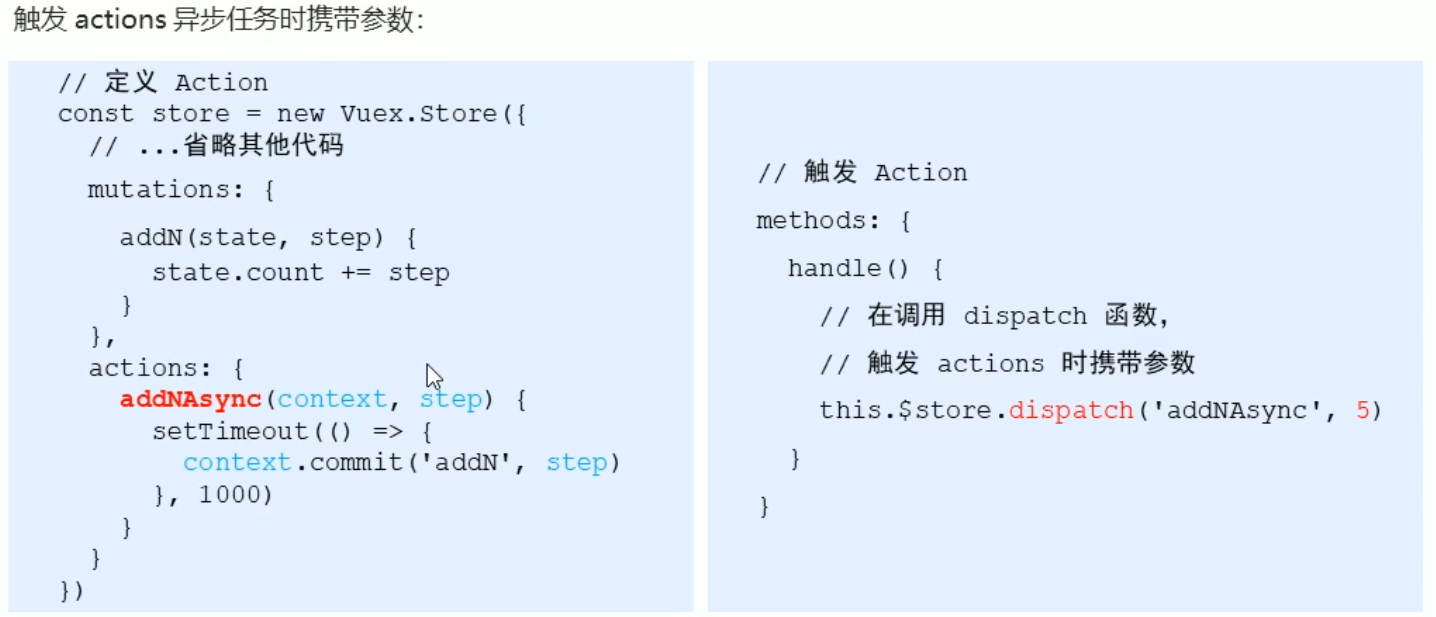 触发 actions 异步任务时携带参数:
// 定义 Action
const store = new Vuex.Store({
// ...省略其他代码
mutations: {
addN(state, step) {
state.count += step
}
},
actions: {
addNAsync(context, step) {
setTimeout(() => {
context.commit('addN', step)
}, 1000)
}
}
})
// 触发 Action
methods: {
handle() {
// 在调用 dispatch 函数，
// 触发 actions 时携带参数
this.$store.dispatch('addNAsync', 5)
}
}